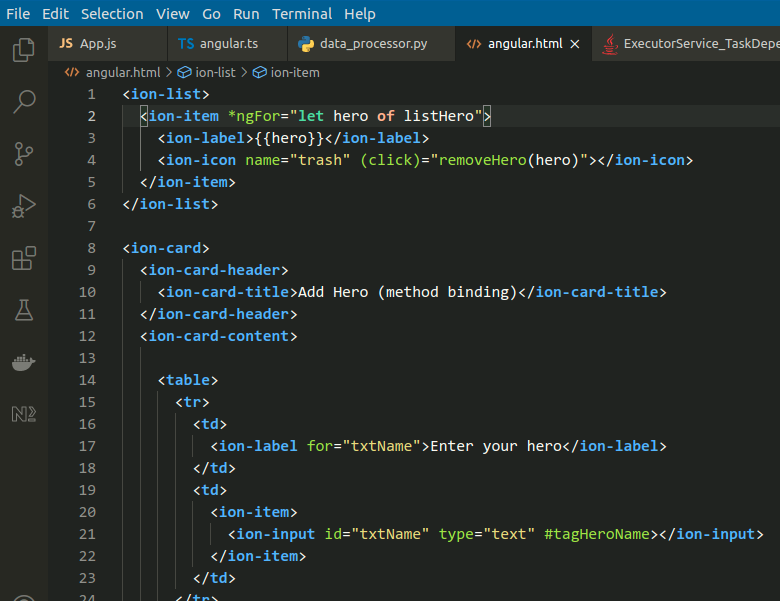 File Edit Selection View Go Run Terminal Help
JS App.js TS angular.ts data_processor.py <> angular.html × ExecutorService_TaskDepe
<> angular.html > ion-list > ion-item
1 <ion-list>
2 <ion-item *ngFor="let hero of listHero">
3 <ion-label>{{hero}}</ion-label>
4 <ion-icon name="trash" (click)="removeHero(hero)"></ion-icon>
5 </ion-item>
6 </ion-list>
7
8 <ion-card>
9 <ion-card-header>
10 <ion-card-title>Add Hero (method binding)</ion-card-title>
11 </ion-card-header>
12 <ion-card-content>
13
14 <table>
15 <tr>
16 <td>
17 <ion-label for="txtName">Enter your hero</ion-label>
18 </td>
19 <td>
20 <ion-item>
21 <ion-input id="txtName" type="text" #tagHeroName></ion-input>
22 </ion-item>
23 </td>
24 </tr>